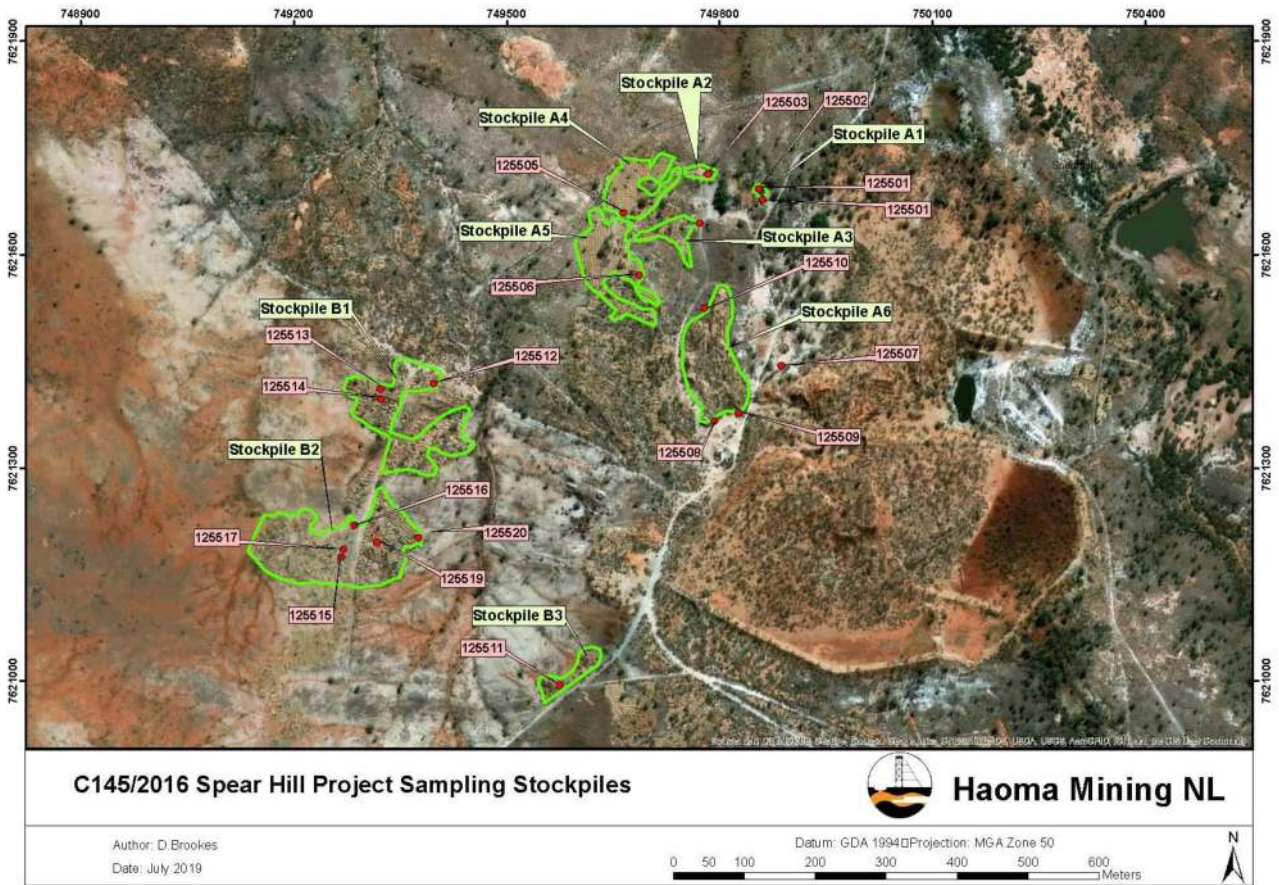 748900 749200 749500 749800 750100 750400
7621900 7621900
Stockpile A2
125503
125502
Stockpile A4
Stockpile A1
125505
125501
125501
Stockpile A5
Stockpile A3
7621600 7621600
125510
125506
Stockpile B1
Stockpile A6
125513
125512
125507
125514
125509
Stockpile B2
125508
7621300 7621300
125516
125517
125520
125519
125515
Stockpile B3
125511
7621000 7621000
C145/2016 Spear Hill Project Sampling Stockpiles
Haoma Mining NL
Author: D.Brookes
Date: July 2019
Datum: GDA 1994□Projection: MGA Zone 50
0 50 100 200 300 400 500 600
Meters
N